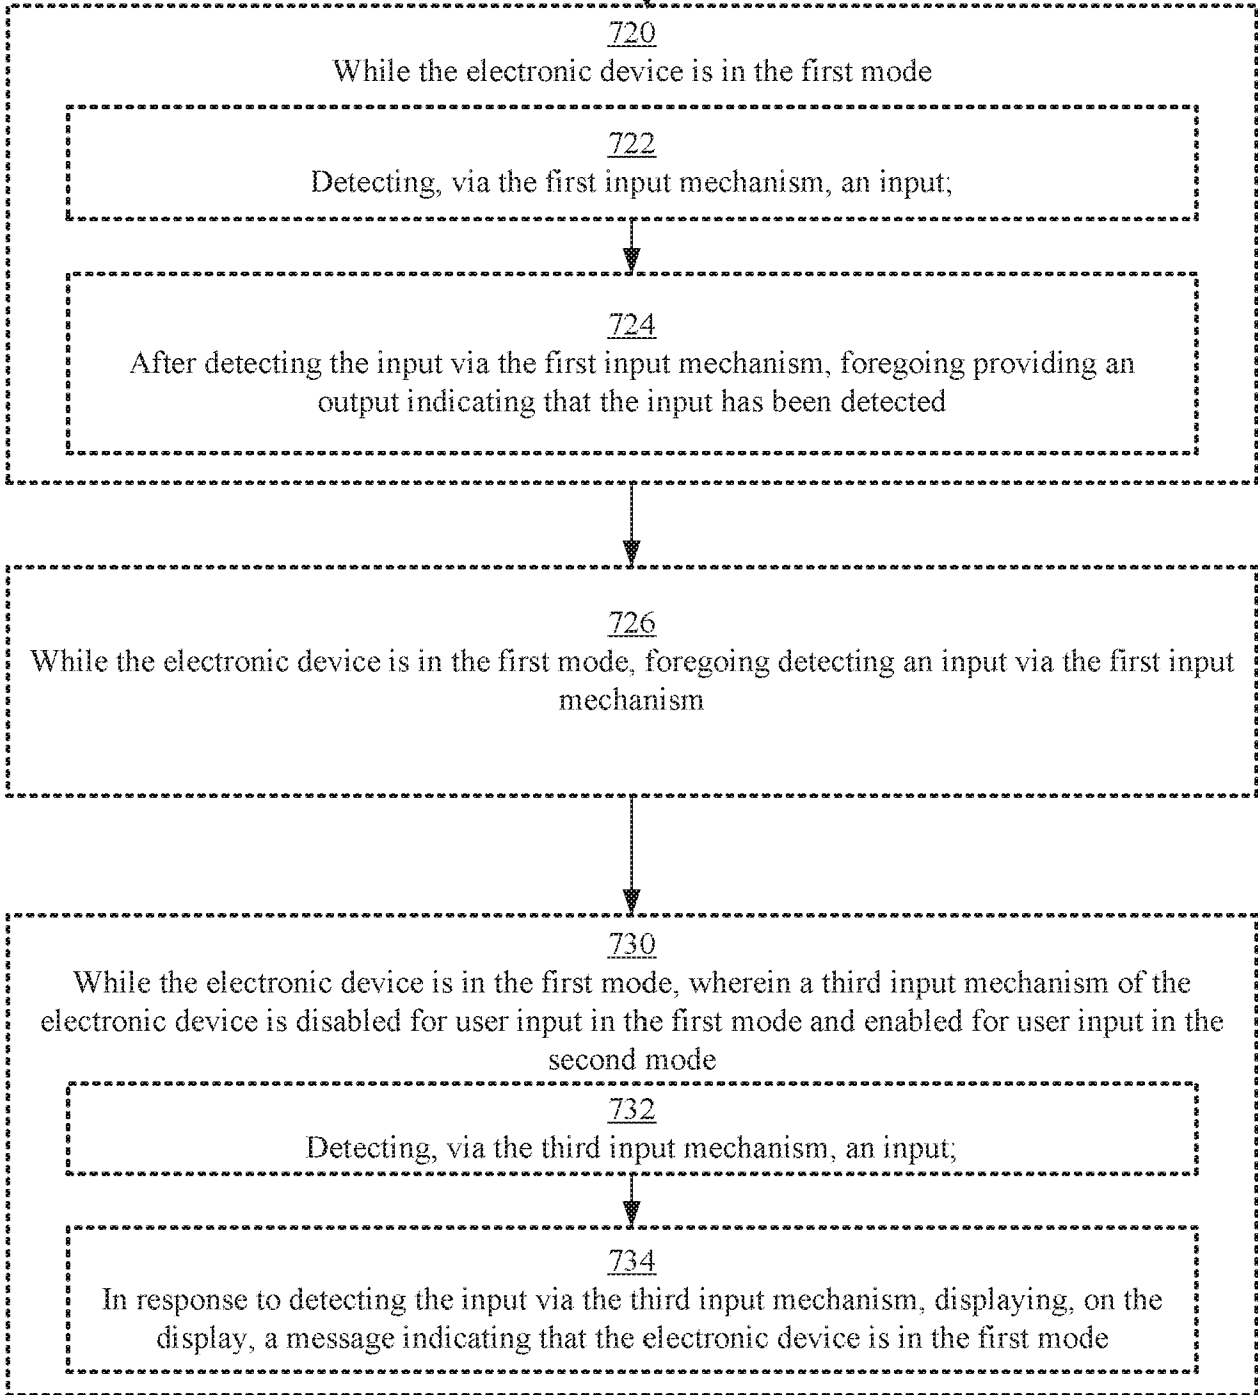 720
While the electronic device is in the first mode
722
Detecting, via the first input mechanism, an input;
724
After detecting the input via the first input mechanism, foregoing providing an
output indicating that the input has been detected
726
While the electronic device is in the first mode, foregoing detecting an input via the first input
mechanism
730
While the electronic device is in the first mode, wherein a third input mechanism of the
electronic device is disabled for user input in the first mode and enabled for user input in the
second mode
732
Detecting, via the third input mechanism, an input;
734
In response to detecting the input via the third input mechanism, displaying, on the
display, a message indicating that the electronic device is in the first mode